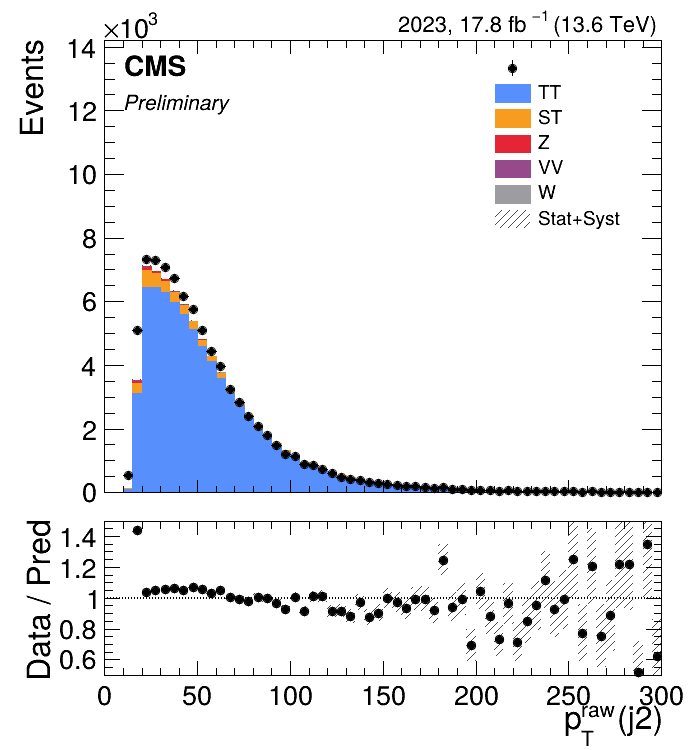 ×10³
2023, 17.8 fb⁻¹ (13.6 TeV)
Events
14
12
10
8
6
4
2
0
CMS
Preliminary
TT
ST
Z
VV
W
Stat+Syst
Data / Pred
1.4
1.2
1
0.8
0.6
0 50 100 150 200 250 300
p_T^raw(j2)